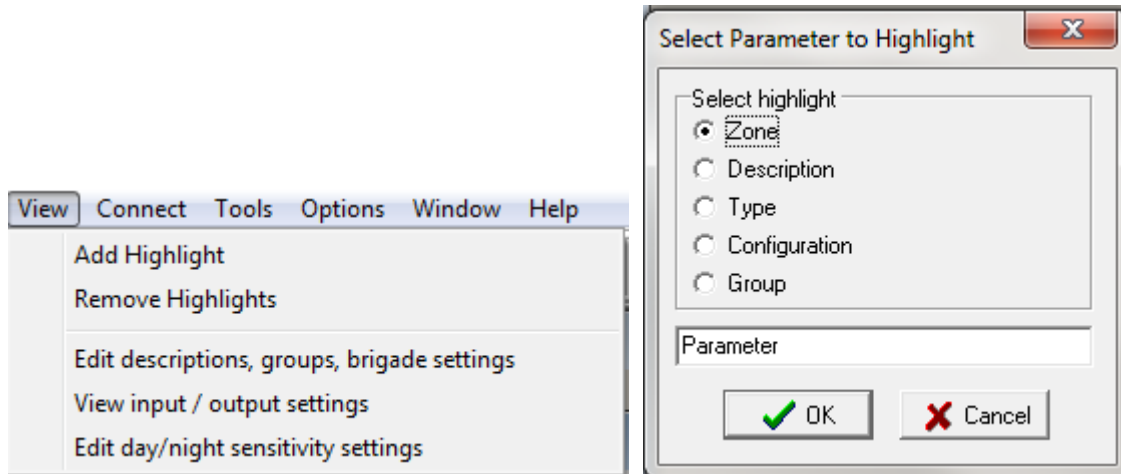 View Connect Tools Options Window Help
Add Highlight
Remove Highlights
Edit descriptions, groups, brigade settings
View input / output settings
Edit day/night sensitivity settings
Select Parameter to Highlight
Select highlight
Zone
Description
Type
Configuration
Group
Parameter
OK Cancel